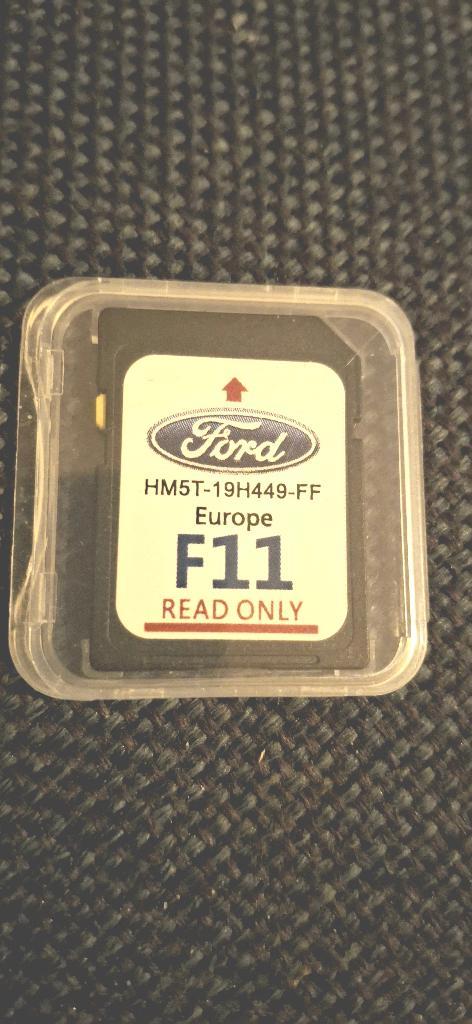 Ford
HM5T-19H449-FF
Europe
F11
READ ONLY